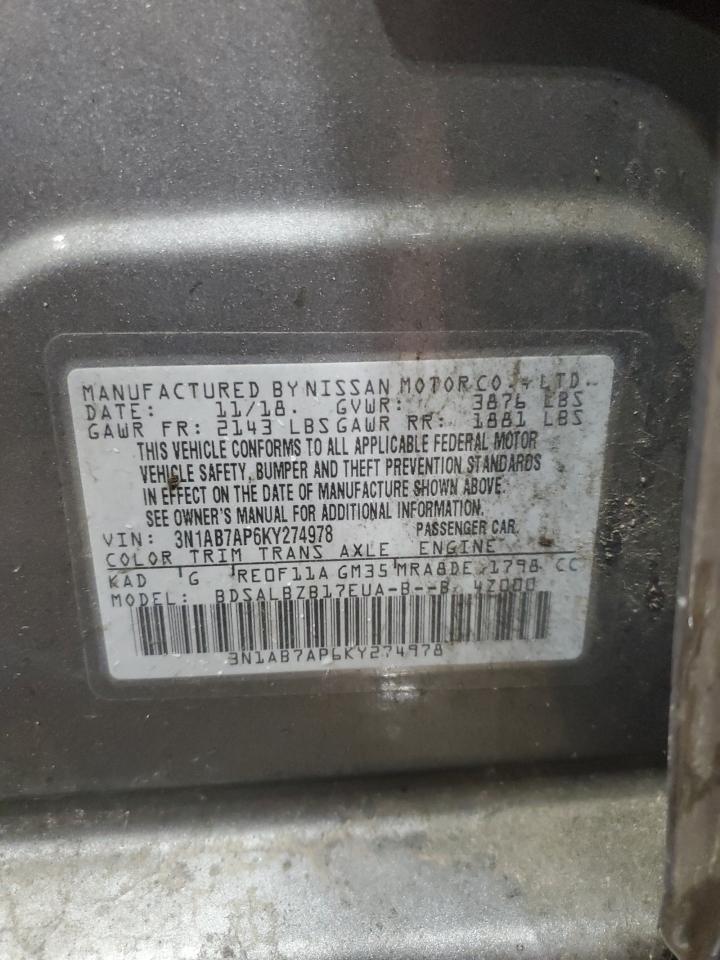 MANUFACTURED BY NISSAN MOTOR CO., LTD.
DATE: 11/18. GVWR: 3876 LBS
GAWR FR: 2143 LBS GAWR RR: 1881 LBS
THIS VEHICLE CONFORMS TO ALL APPLICABLE FEDERAL MOTOR
VEHICLE SAFETY, BUMPER AND THEFT PREVENTION STANDARDS
IN EFFECT ON THE DATE OF MANUFACTURE SHOWN ABOVE.
SEE OWNER'S MANUAL FOR ADDITIONAL INFORMATION.
VIN: 3N1AB7AP6KY274978 PASSENGER CAR.
COLOR TRIM TRANS AXLE ENGINE
KAD G RE0F11A GM35 MRA8DE 1798 CC
MODEL: BDSALBZB17EUA-B--B 4Z000
3N1AB7AP6KY274978